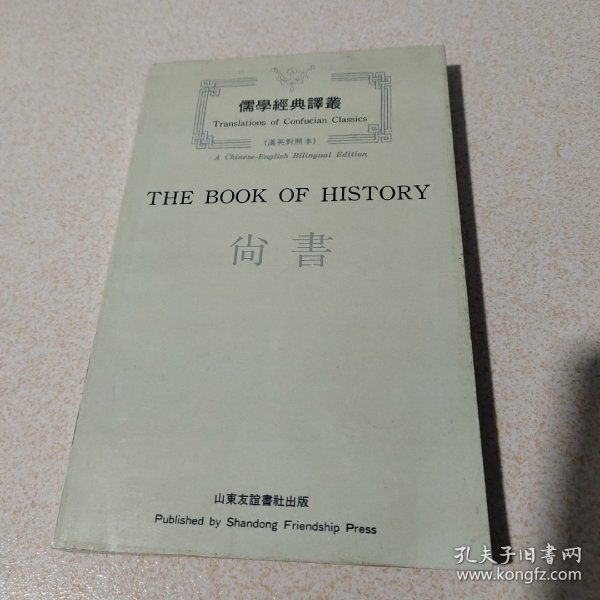 儒學經典譯叢
Translations of Confucian Classics
(漢英對照本)
A Chinese-English Bilingual Edition
THE BOOK OF HISTORY
尚書
山東友誼書社出版
Published by Shandong Friendship Press
孔夫子旧书网
www.kongfz.com